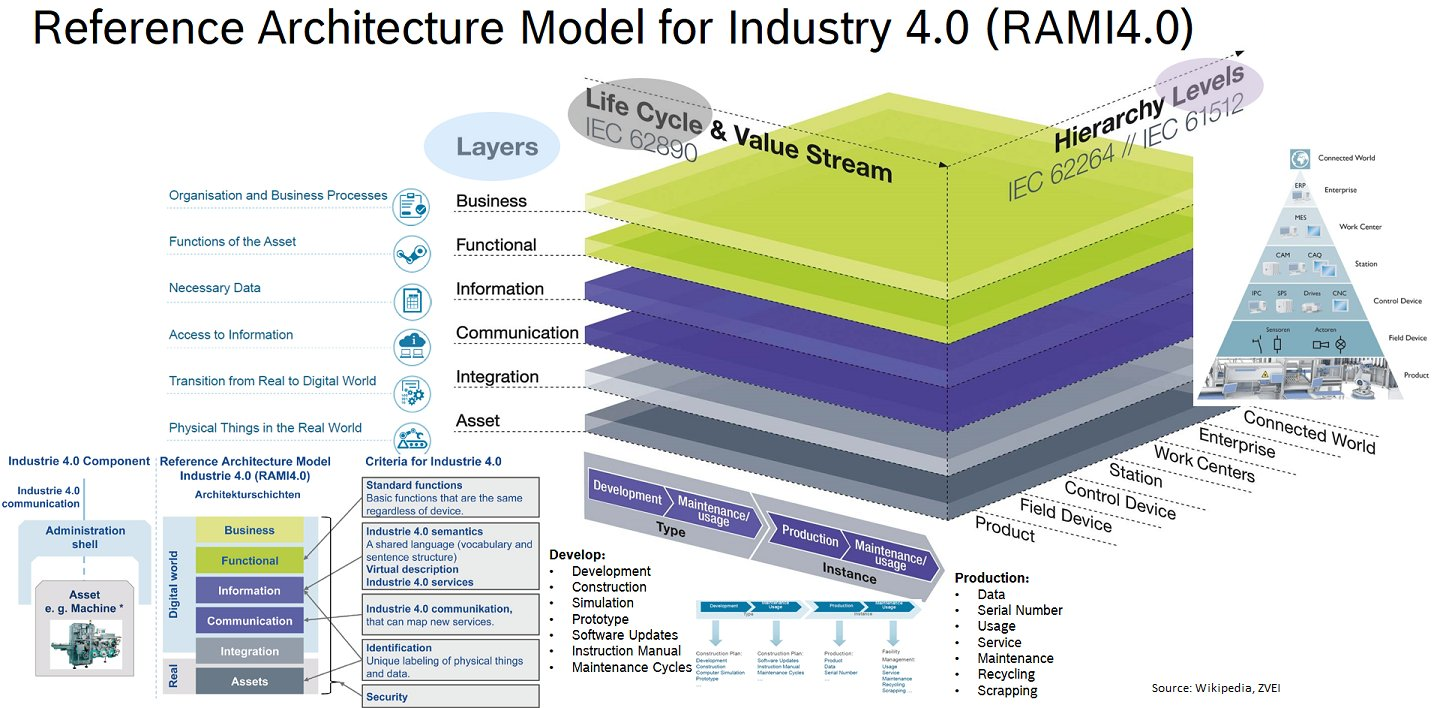 Reference Architecture Model for Industry 4.0 (RAMI4.0)
Layers
Life Cycle & Value Stream
IEC 62890
Hierarchy Levels
IEC 62264 // IEC 61512
Organisation and Business Processes
Functions of the Asset
Necessary Data
Access to Information
Transition from Real to Digital World
Physical Things in the Real World
Business
Functional
Information
Communication
Integration
Asset
Connected World
ERP
Enterprise
MES
Work Center
CAM CAQ
Station
IPC SPS Drives CNC
Control Device
Sensoren Actoren
Field Device
Product
Connected World
Enterprise
Work Centers
Station
Control Device
Field Device
Product
Development
Maintenance/
usage
Type
Production
Maintenance/
usage
Instance
Industrie 4.0 Component
Industrie 4.0
communication
Administration
shell
Asset
e. g. Machine *
Reference Architecture Model
Industrie 4.0 (RAMI4.0)
Architekturschichten
Digital world
Real
Business
Functional
Information
Communication
Integration
Assets
Criteria for Industrie 4.0
Standard functions
Basic functions that are the same
regardless of device.
Industrie 4.0 semantics
A shared language (vocabulary and
sentence structure)
Virtual description
Industrie 4.0 services
Industrie 4.0 communikation,
that can map new services.
Identification
Unique labeling of physical things
and data.
Security
Develop:
• Development
• Construction
• Simulation
• Prototype
• Software Updates
• Instruction Manual
• Maintenance Cycles
Development
Maintenance
Usage
Type
Production
Maintenance
Usage
Instance
Construction Plan:
Development
Construction
Computer Simulation
Prototype
...
Construction Plan:
Software Updates
Instruction Manual
Maintenance Cycles
...
Production:
Product
Data
Serial Number
...
Facility
Management:
Usage
Service
Maintenance
Recycling
Scrapping ...
Production:
• Data
• Serial Number
• Usage
• Service
• Maintenance
• Recycling
• Scrapping
Source: Wikipedia, ZVEI